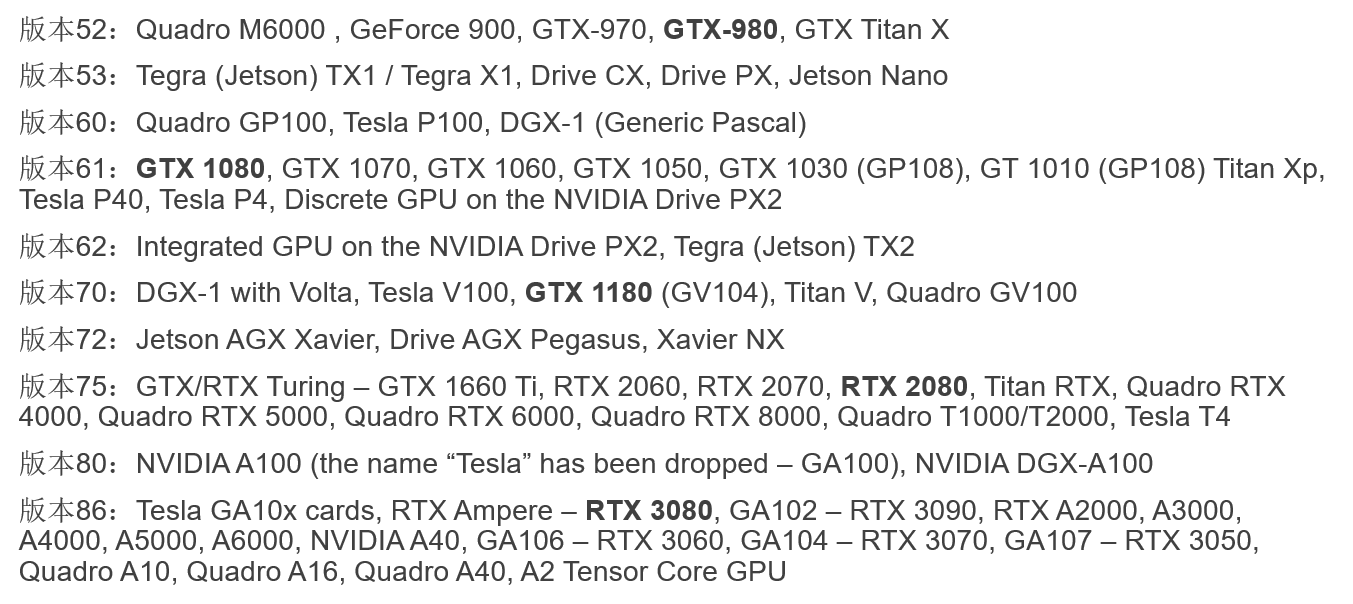 版本52：Quadro M6000 , GeForce 900, GTX-970, GTX-980, GTX Titan X
版本53：Tegra (Jetson) TX1 / Tegra X1, Drive CX, Drive PX, Jetson Nano
版本60：Quadro GP100, Tesla P100, DGX-1 (Generic Pascal)
版本61：GTX 1080, GTX 1070, GTX 1060, GTX 1050, GTX 1030 (GP108), GT 1010 (GP108) Titan Xp,
Tesla P40, Tesla P4, Discrete GPU on the NVIDIA Drive PX2
版本62：Integrated GPU on the NVIDIA Drive PX2, Tegra (Jetson) TX2
版本70：DGX-1 with Volta, Tesla V100, GTX 1180 (GV104), Titan V, Quadro GV100
版本72：Jetson AGX Xavier, Drive AGX Pegasus, Xavier NX
版本75：GTX/RTX Turing – GTX 1660 Ti, RTX 2060, RTX 2070, RTX 2080, Titan RTX, Quadro RTX
4000, Quadro RTX 5000, Quadro RTX 6000, Quadro RTX 8000, Quadro T1000/T2000, Tesla T4
版本80：NVIDIA A100 (the name “Tesla” has been dropped – GA100), NVIDIA DGX-A100
版本86：Tesla GA10x cards, RTX Ampere – RTX 3080, GA102 – RTX 3090, RTX A2000, A3000,
A4000, A5000, A6000, NVIDIA A40, GA106 – RTX 3060, GA104 – RTX 3070, GA107 – RTX 3050,
Quadro A10, Quadro A16, Quadro A40, A2 Tensor Core GPU